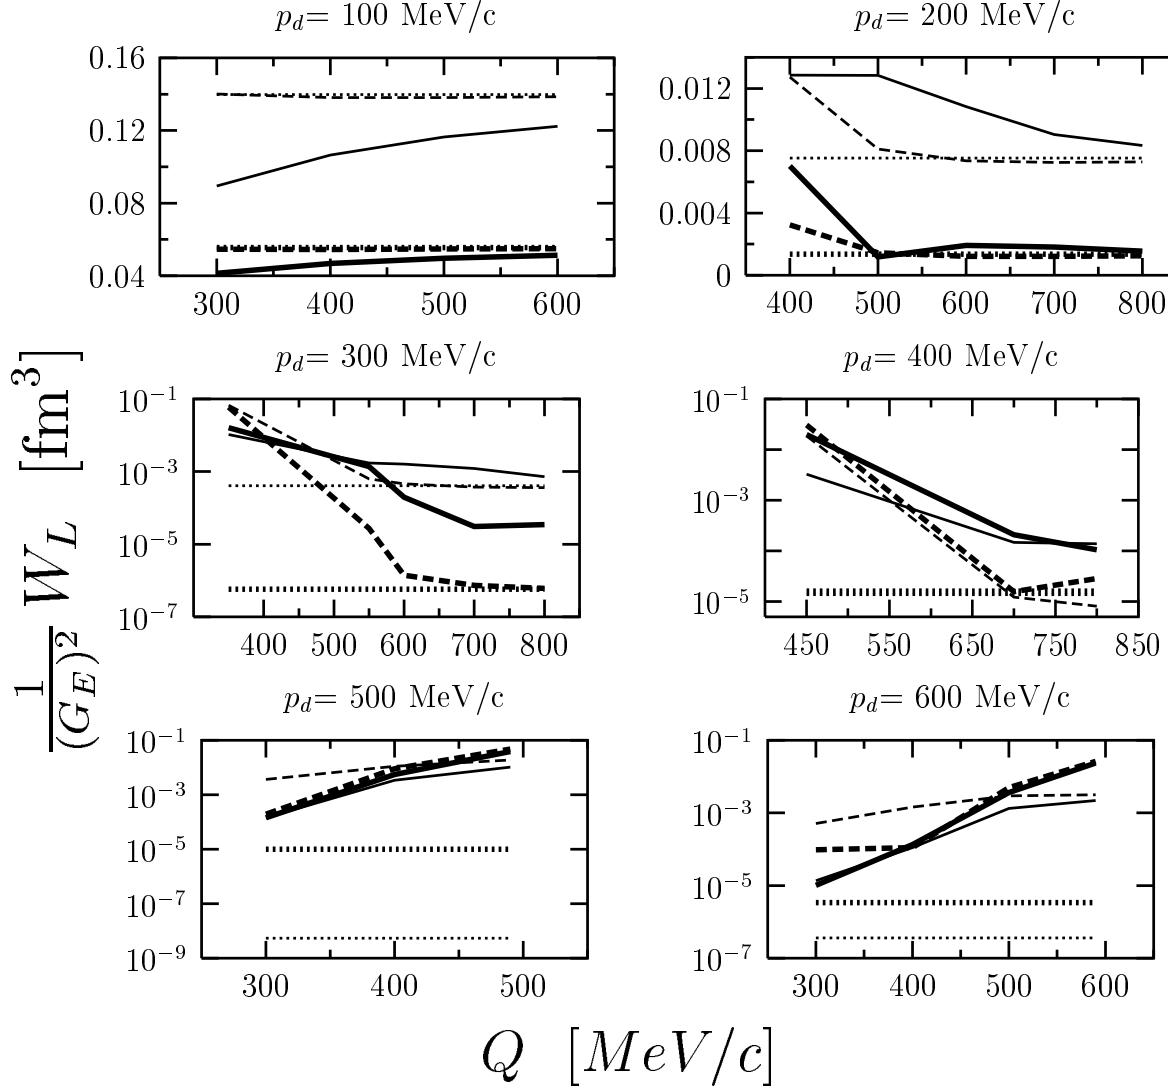 p_d= 100 MeV/c
p_d= 200 MeV/c
0.16
0.12
0.08
0.04
300 400 500 600
0.012
0.008
0.004
0
400 500 600 700 800
p_d= 300 MeV/c
p_d= 400 MeV/c
10^−1
10^−3
10^−5
10^−7
400 500 600 700 800
10^−1
10^−3
10^−5
450 550 650 750 850
p_d= 500 MeV/c
p_d= 600 MeV/c
10^−1
10^−3
10^−5
10^−7
10^−9
300 400 500
10^−1
10^−3
10^−5
10^−7
300 400 500 600
1/(G_E)^2 W_L [fm^3]
Q [MeV/c]